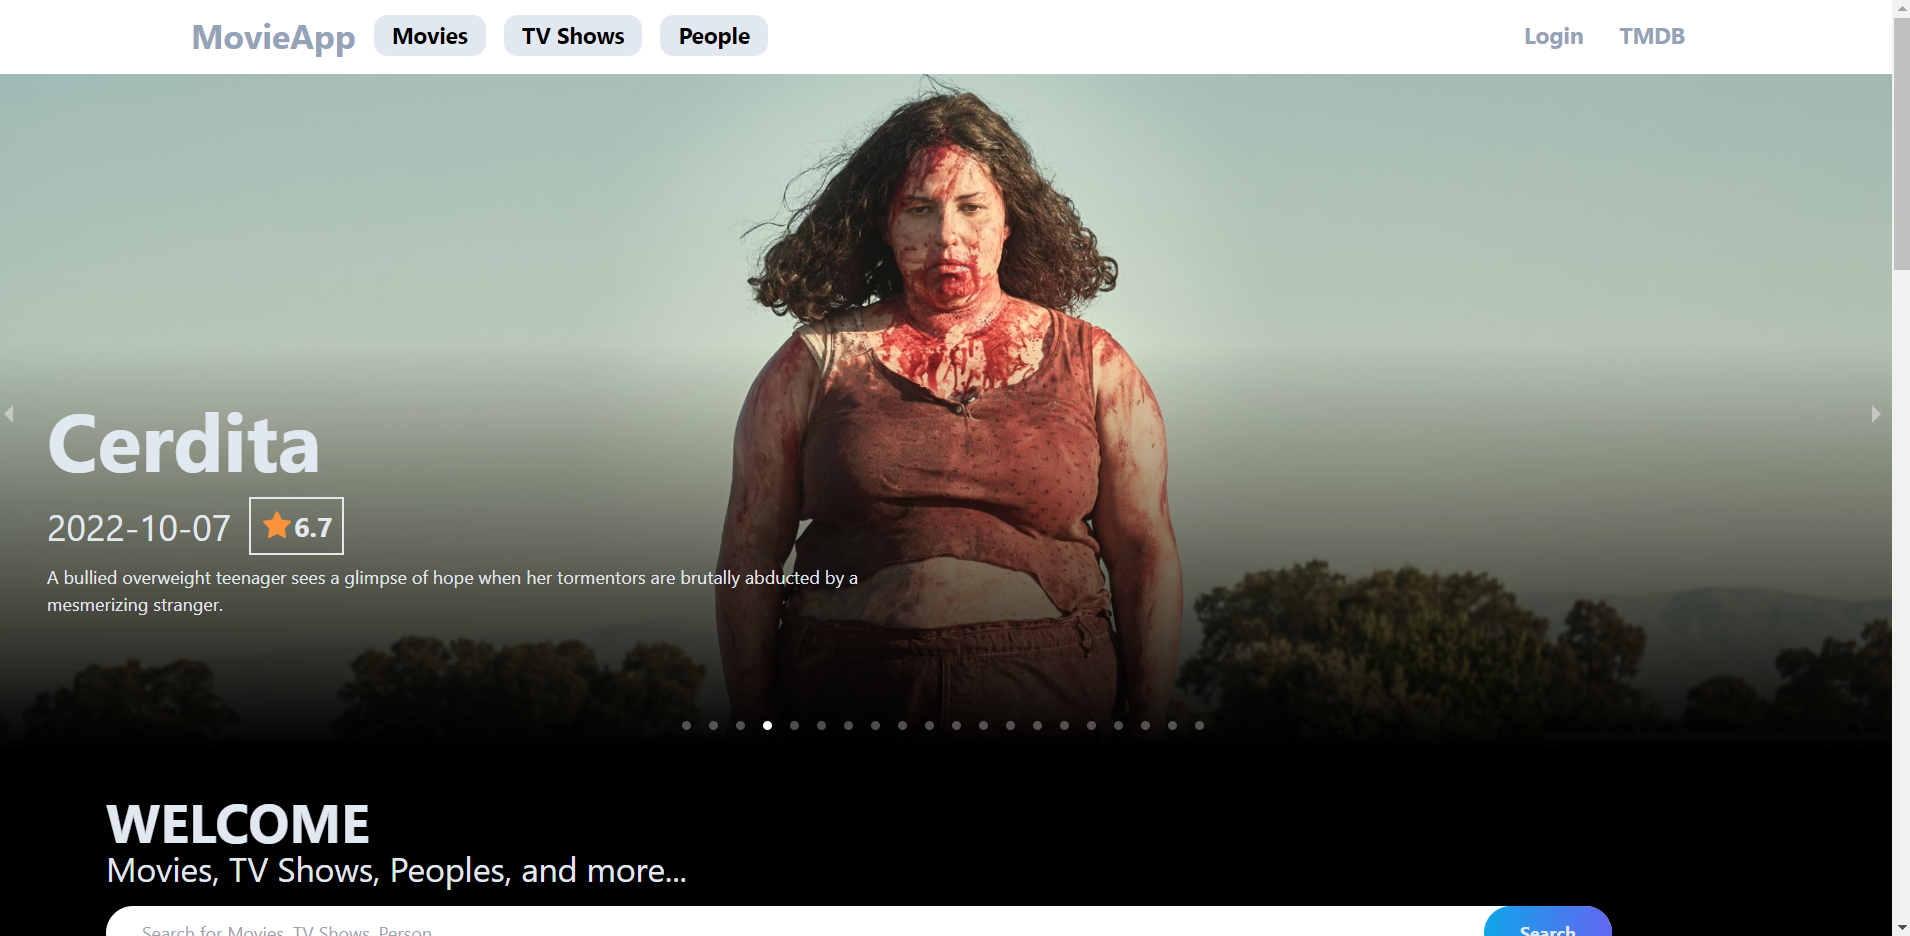 MovieApp Movies TV Shows People Login TMDB
Cerdita
2022-10-07 6.7
A bullied overweight teenager sees a glimpse of hope when her tormentors are brutally abducted by a
mesmerizing stranger.
WELCOME
Movies, TV Shows, Peoples, and more...
Search for Movies, TV Shows, Person Search